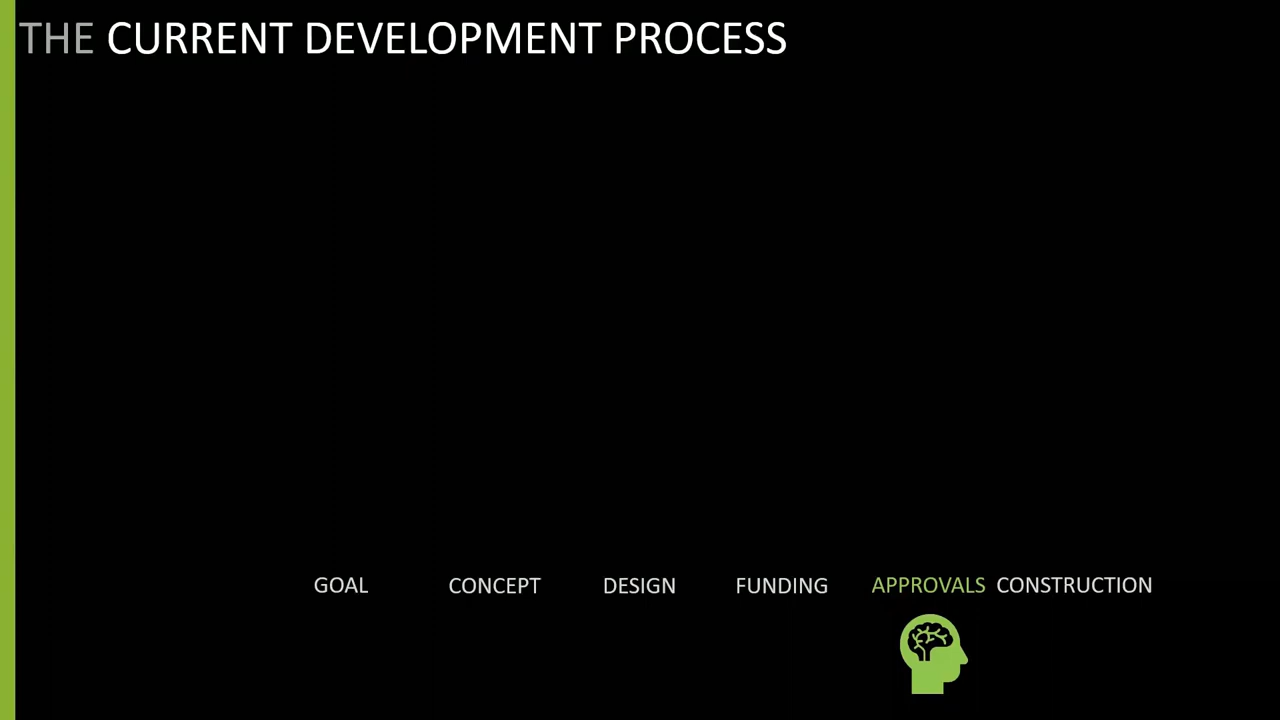 THE CURRENT DEVELOPMENT PROCESS
GOAL CONCEPT DESIGN FUNDING APPROVALS CONSTRUCTION